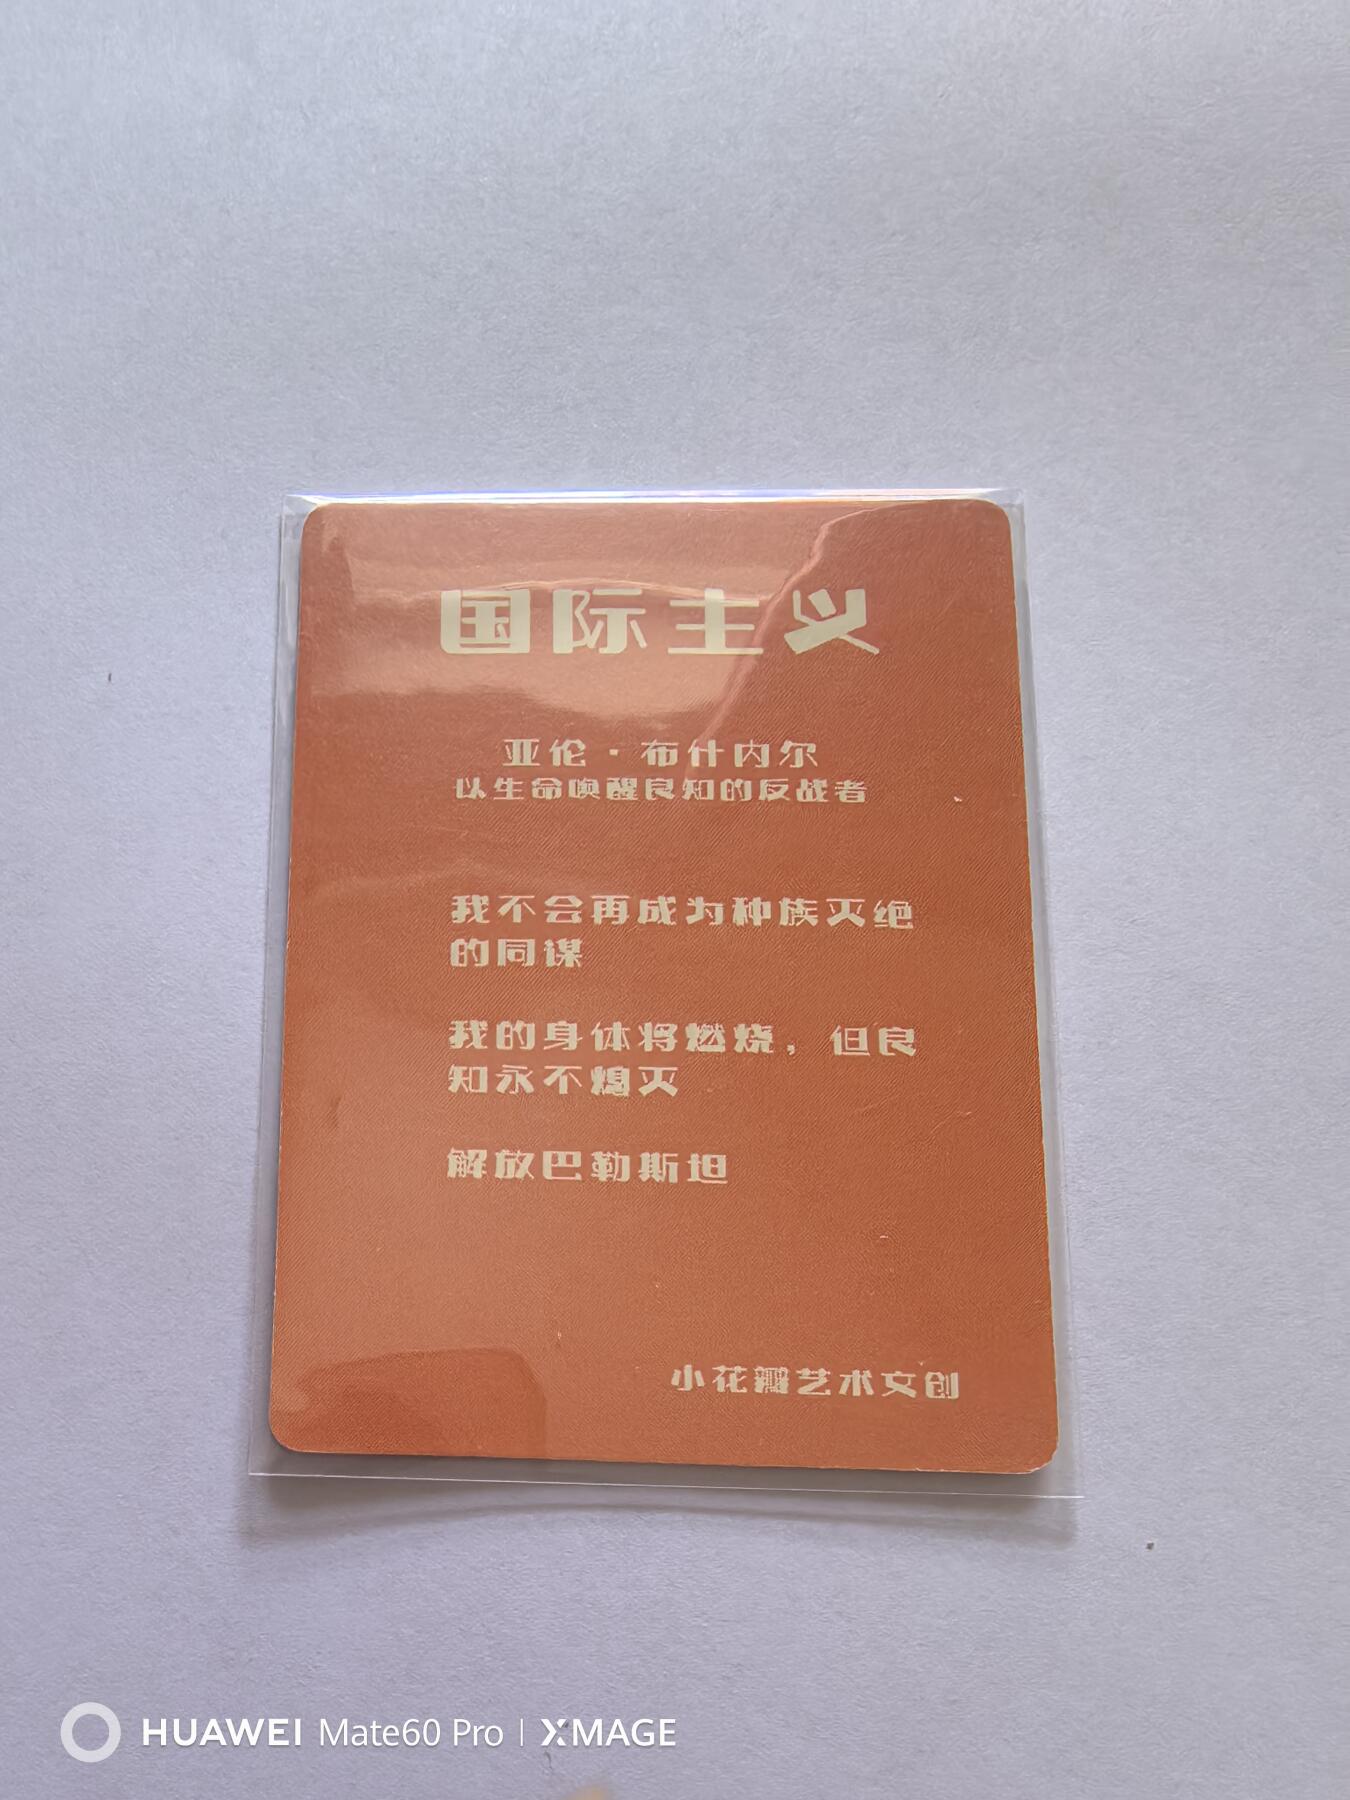 国际主义
亚伦·布什内尔
以生命唤醒良知的反战者
我不会再成为种族灭绝
的同谋
我的身体将燃烧，但良
知永不熄灭
解放巴勒斯坦
小花瓣艺术文创
HUAWEI Mate60 Pro | XMAGE